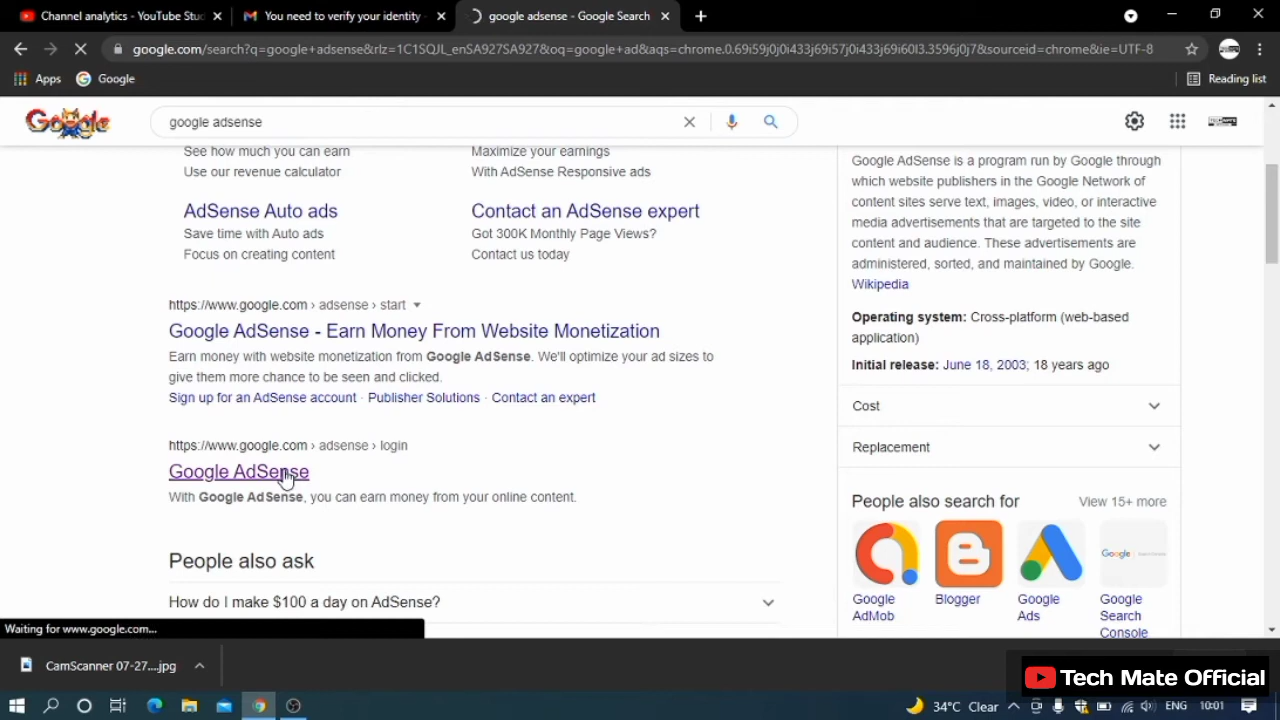 Channel analytics - YouTube Stu
You need to verify your identity -
google adsense - Google Search
google.com/search?q=google+adsense&rlz=1C1SQJL_enSA927SA927&oq=google+ad&aqs=chrome.0.69i59j0j0i433j69i57j0i433j69i60l3.3596j0j7&sourceid=chrome&ie=UTF-8
Apps
Google
Reading list
Google
google adsense
See how much you can earn
Use our revenue calculator
Maximize your earnings
With AdSense Responsive ads
AdSense Auto ads
Save time with Auto ads
Focus on creating content
Contact an AdSense expert
Got 300K Monthly Page Views?
Contact us today
https://www.google.com › adsense › start
Google AdSense - Earn Money From Website Monetization
Earn money with website monetization from Google AdSense. We'll optimize your ad sizes to
give them more chance to be seen and clicked.
Sign up for an AdSense account · Publisher Solutions · Contact an expert
https://www.google.com › adsense › login
Google AdSense
With Google AdSense, you can earn money from your online content.
People also ask
How do I make $100 a day on AdSense?
Google AdSense is a program run by Google through
which website publishers in the Google Network of
content sites serve text, images, video, or interactive
media advertisements that are targeted to the site
content and audience. These advertisements are
administered, sorted, and maintained by Google.
Wikipedia
Operating system: Cross-platform (web-based
application)
Initial release: June 18, 2003; 18 years ago
Cost
Replacement
People also search for
View 15+ more
Google
AdMob
Blogger
Google
Ads
Google
Search
Console
Waiting for www.google.com...
CamScanner 07-27....jpg
Tech Mate Official
34°C Clear
ENG
10:01